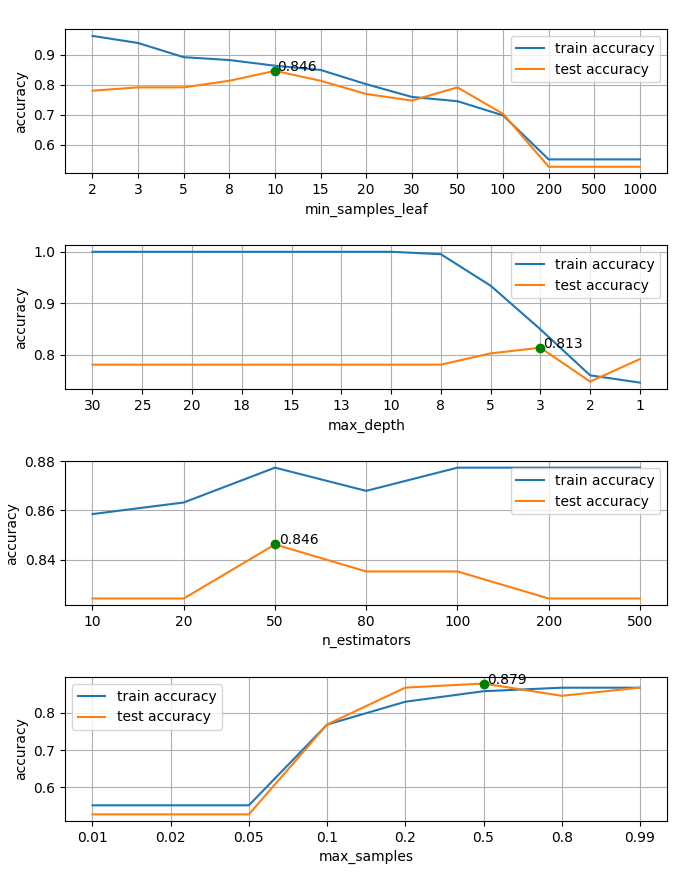 0.9
0.8
0.7
0.6
accuracy
0.846
train accuracy
test accuracy
2 3 5 8 10 15 20 30 50 100 200 500 1000
min_samples_leaf
1.0
0.9
0.8
accuracy
0.813
train accuracy
test accuracy
30 25 20 18 15 13 10 8 5 3 2 1
max_depth
0.88
0.86
0.84
accuracy
0.846
train accuracy
test accuracy
10 20 50 80 100 200 500
n_estimators
0.8
0.7
0.6
accuracy
0.879
train accuracy
test accuracy
0.01 0.02 0.05 0.1 0.2 0.5 0.8 0.99
max_samples